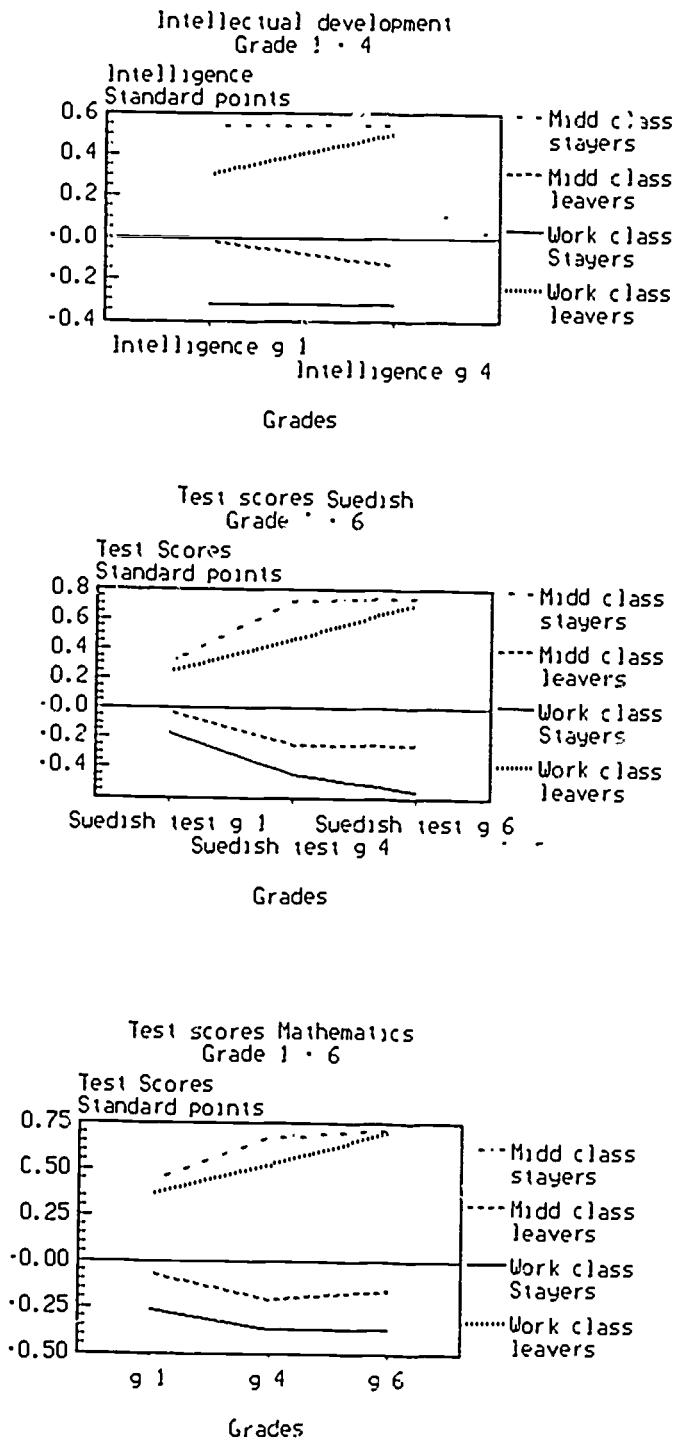 Intellectual development
Grade 1 · 4
Intelligence
Standard points
0.6
0.4
0.2
·0.0
·0.2
·0.4
Midd class
stayers
Midd class
leavers
Work class
Stayers
Work class
leavers
Intelligence g 1
Intelligence g 4
Grades
Test scores Swedish
Grade · 6
Test Scores
Standard points
0.8
0.6
0.4
0.2
·0.0
·0.2
·0.4
Midd class
stayers
Midd class
leavers
Work class
Stayers
Work class
leavers
Swedish test g 1 Swedish test g 6
Swedish test g 4
Grades
Test scores Mathematics
Grade 1 · 6
Test Scores
Standard points
0.75
0.50
0.25
·0.00
·0.25
·0.50
Midd class
stayers
Midd class
leavers
Work class
Stayers
Work class
leavers
g 1 g 4 g 6
Grades